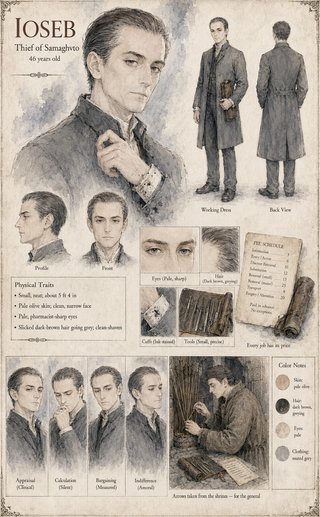 IOSEB
Thief of Samaghvto
46 years old
Working Dress
Back View
Profile
Front
Eyes (Pale, sharp)
Hair
(Dark brown, greying)
Physical Traits
• Small, neat; about 5 ft 4 in
• Pale olive skin; clean, narrow face
• Pale, pharmacist-sharp eyes
• Slicked dark-brown hair going grey; clean-shaven
Cuffs (Ink stained)
Tools (Small, precise)
Every job has its price
Appraisal
(Clinical)
Calculation
(Silent)
Bargaining
(Measured)
Indifference
(Amoral)
Arrows taken from the shrines — for the general
Color Notes
Skin:
pale olive
Hair:
dark brown,
greying
Eyes:
pale
Clothing:
muted grey